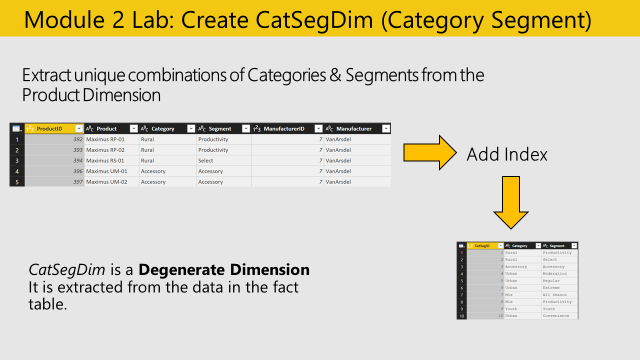 Module 2 Lab: Create CatSegDim (Category Segment)
Extract unique combinations of Categories & Segments from the
Product Dimension
ProductID Product Category Segment ManufacturerID Manufacturer
1 392 Maximus RP-01 Rural Productivity 7 VanArsdel
2 393 Maximus RP-02 Rural Productivity 7 VanArsdel
3 394 Maximus RS-01 Rural Select 7 VanArsdel
4 396 Maximus UM-01 Accessory Accessory 7 VanArsdel
5 397 Maximus UM-02 Accessory Accessory 7 VanArsdel
Add Index
CatSegID Category Segment
1 1 Rural Productivity
2 2 Rural Select
3 3 Accessory Accessory
4 4 Urban Moderation
5 5 Urban Regular
6 6 Urban Extreme
7 7 Mix All Season
8 8 Mix Productivity
9 9 Youth Youth
10 10 Urban Convenience
CatSegDim is a Degenerate Dimension
It is extracted from the data in the fact
table.